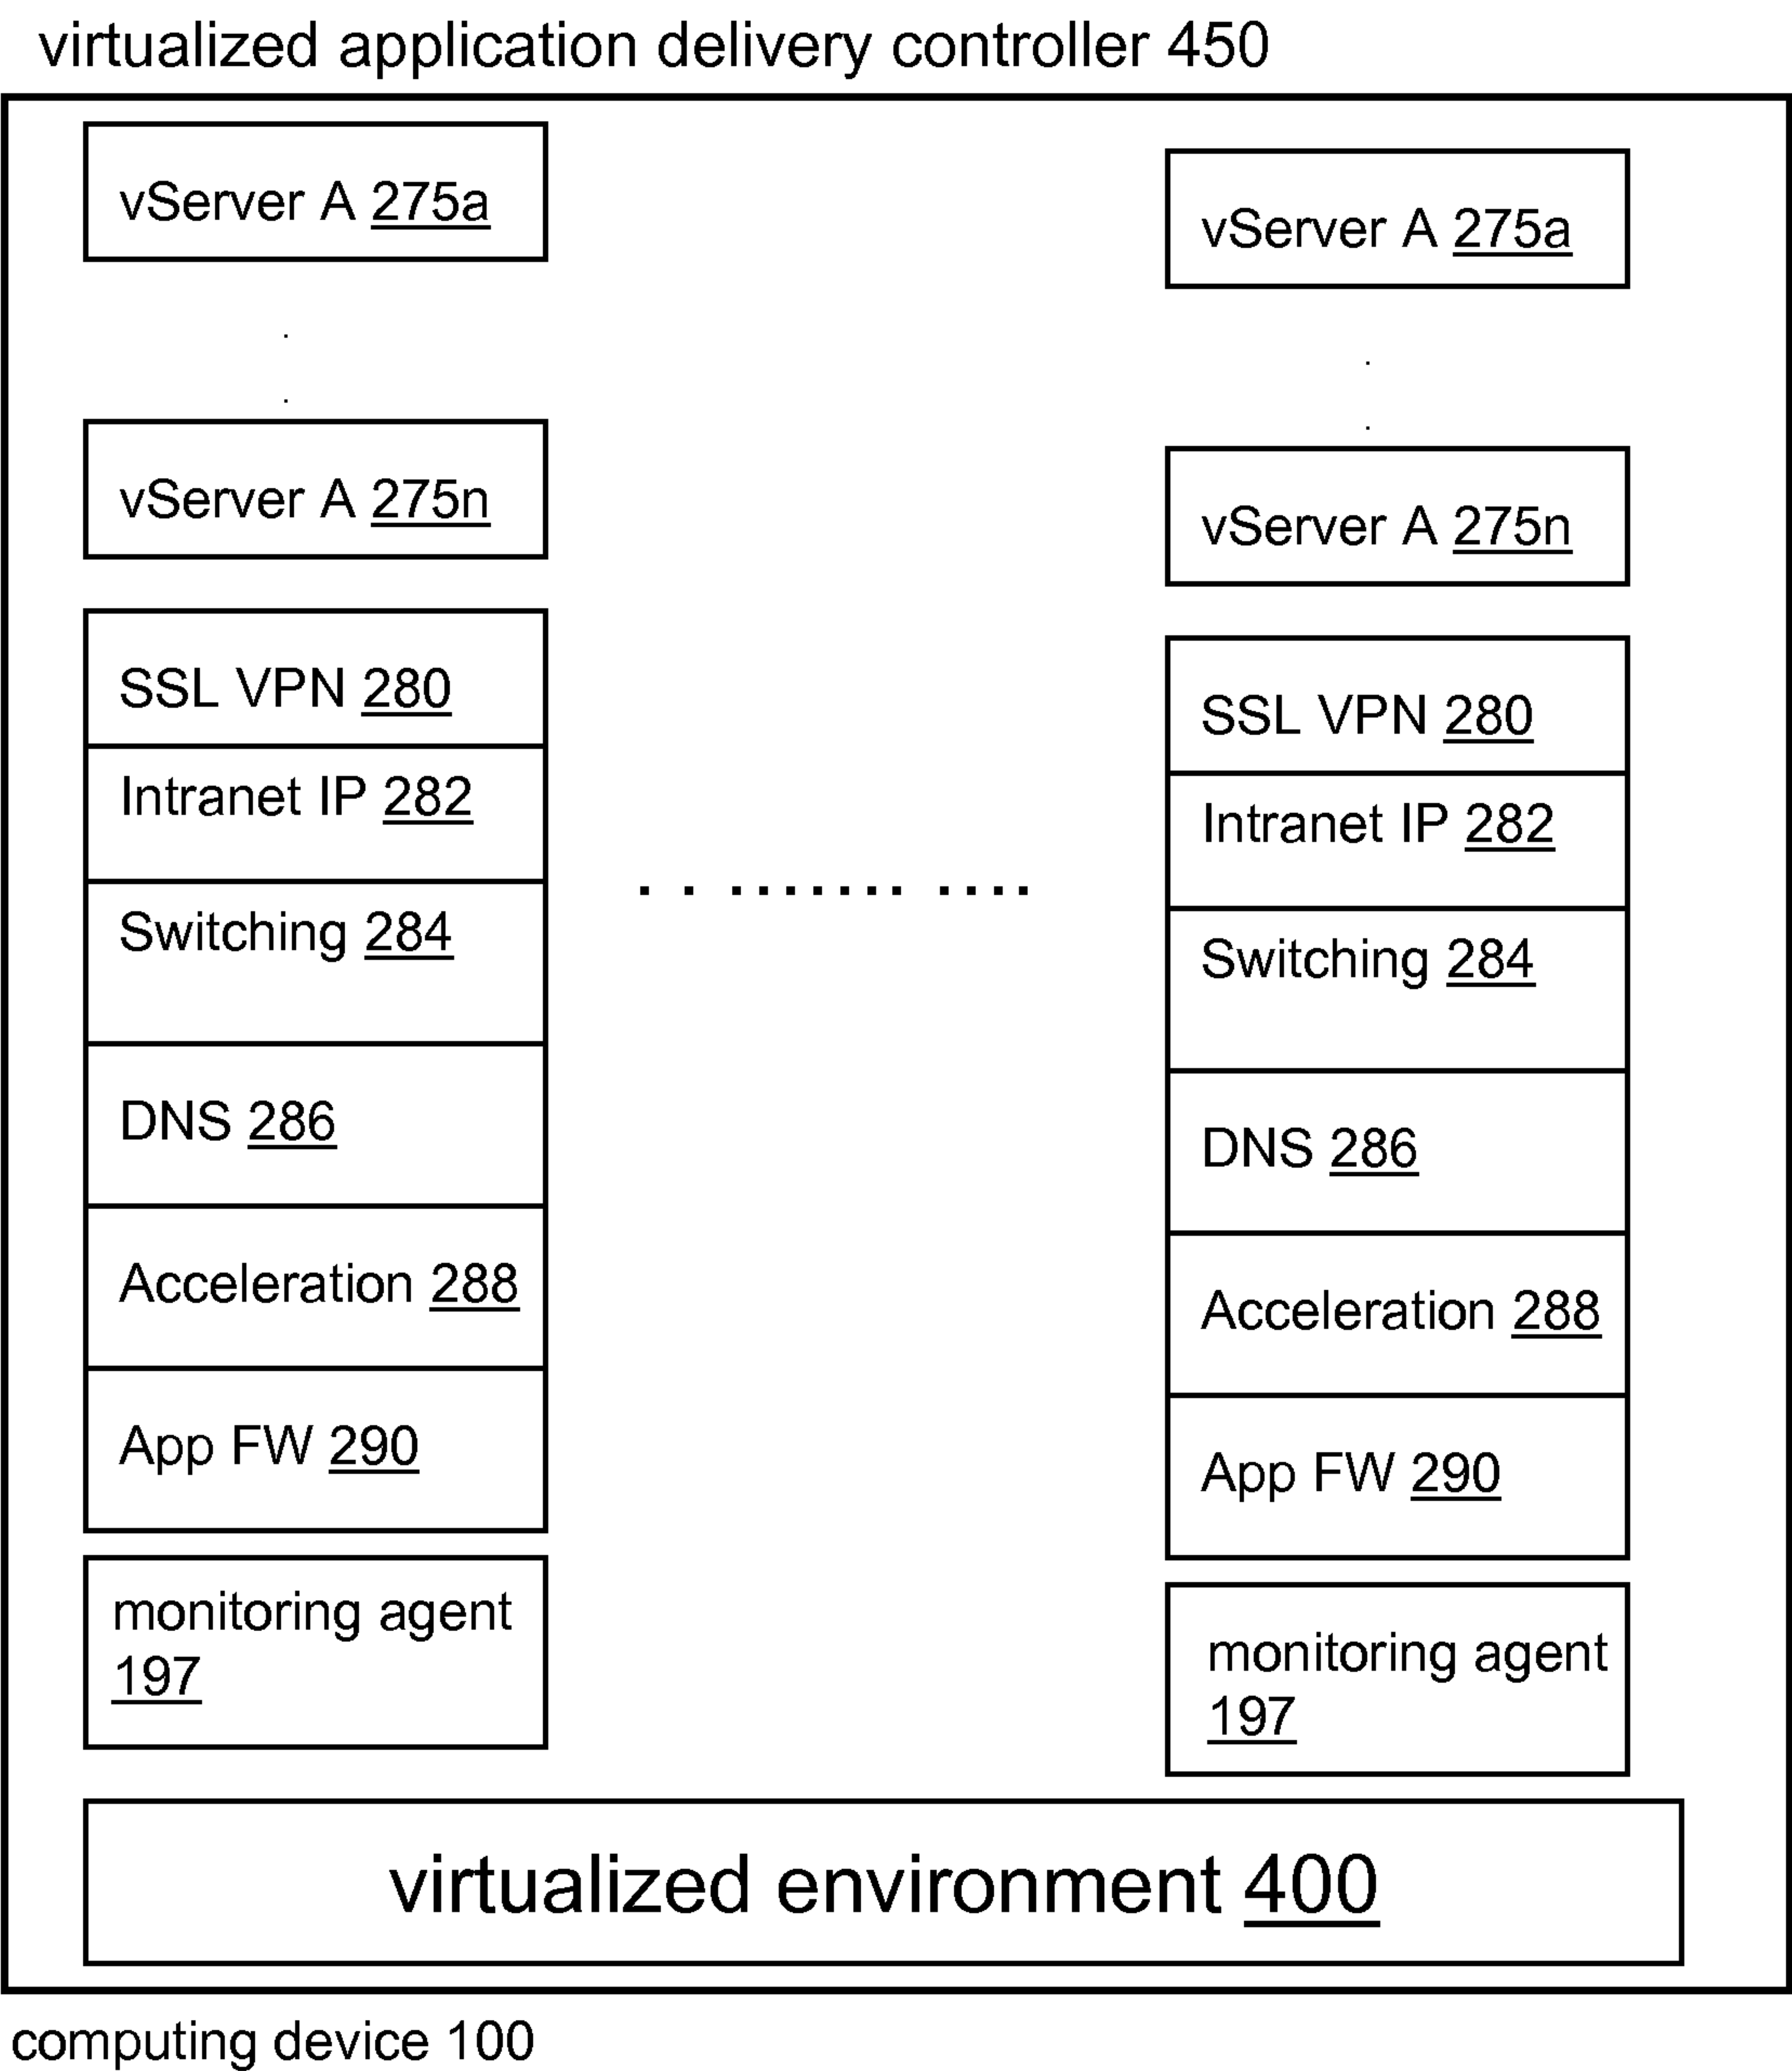 virtualized application delivery controller 450
vServer A 275a
vServer A 275n
SSL VPN 280
Intranet IP 282
Switching 284
DNS 286
Acceleration 288
App FW 290
monitoring agent
197
vServer A 275a
vServer A 275n
SSL VPN 280
Intranet IP 282
Switching 284
DNS 286
Acceleration 288
App FW 290
monitoring agent
197
virtualized environment 400
computing device 100